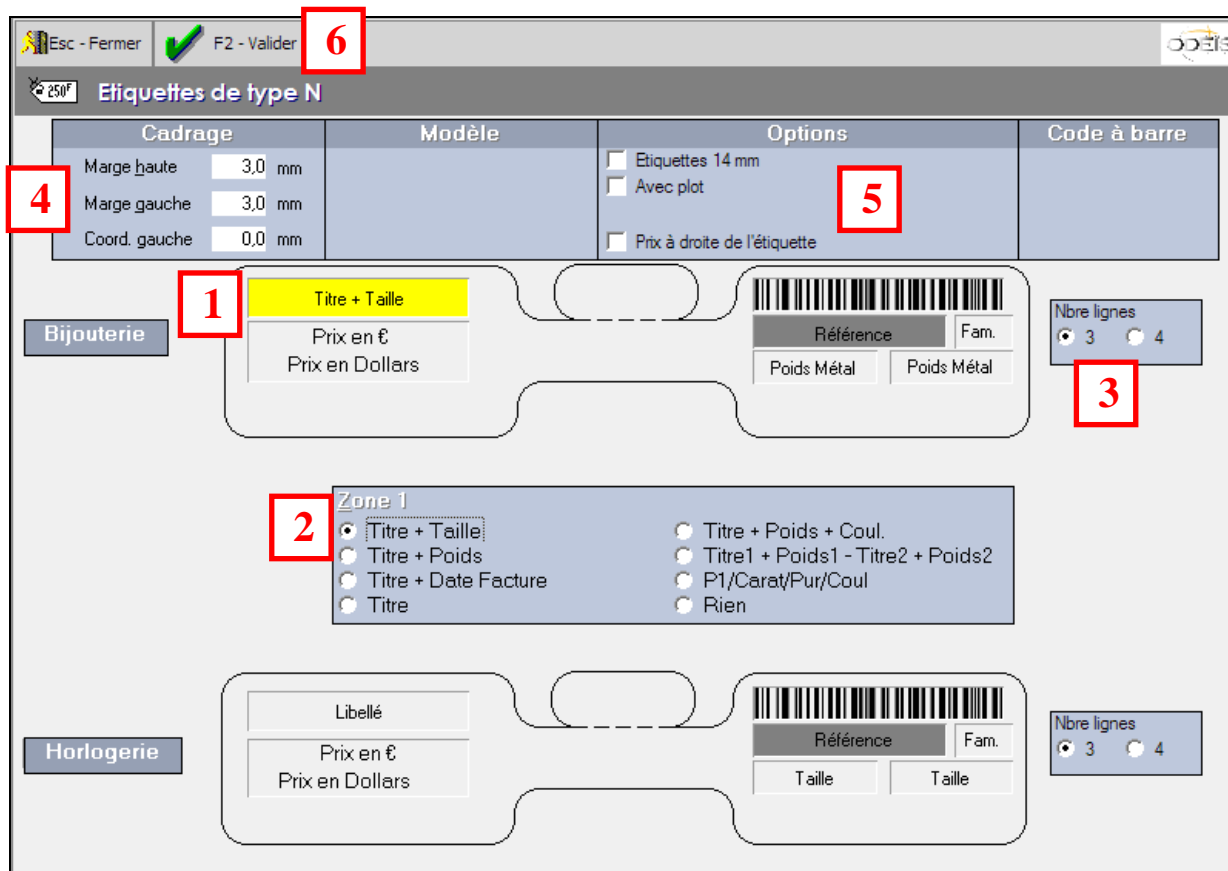 Esc - Fermer F2 - Valider 6
250F Etiquettes de type N
Cadrage Modèle Options Code à barre
Marge haute 3,0 mm
Marge gauche 3,0 mm
Coord. gauche 0,0 mm
4
Etiquettes 14 mm
Avec plot
Prix à droite de l'étiquette
5
1
Bijouterie
Titre + Taille
Prix en €
Prix en Dollars
Référence Fam.
Poids Métal Poids Métal
Nbre lignes
3 4
3
2
Zone 1
Titre + Taille Titre + Poids + Coul.
Titre + Poids Titre1 + Poids1 - Titre2 + Poids2
Titre + Date Facture P1/Carat/Pur/Coul
Titre Rien
Horlogerie
Libellé
Prix en €
Prix en Dollars
Référence Fam.
Taille Taille
Nbre lignes
3 4